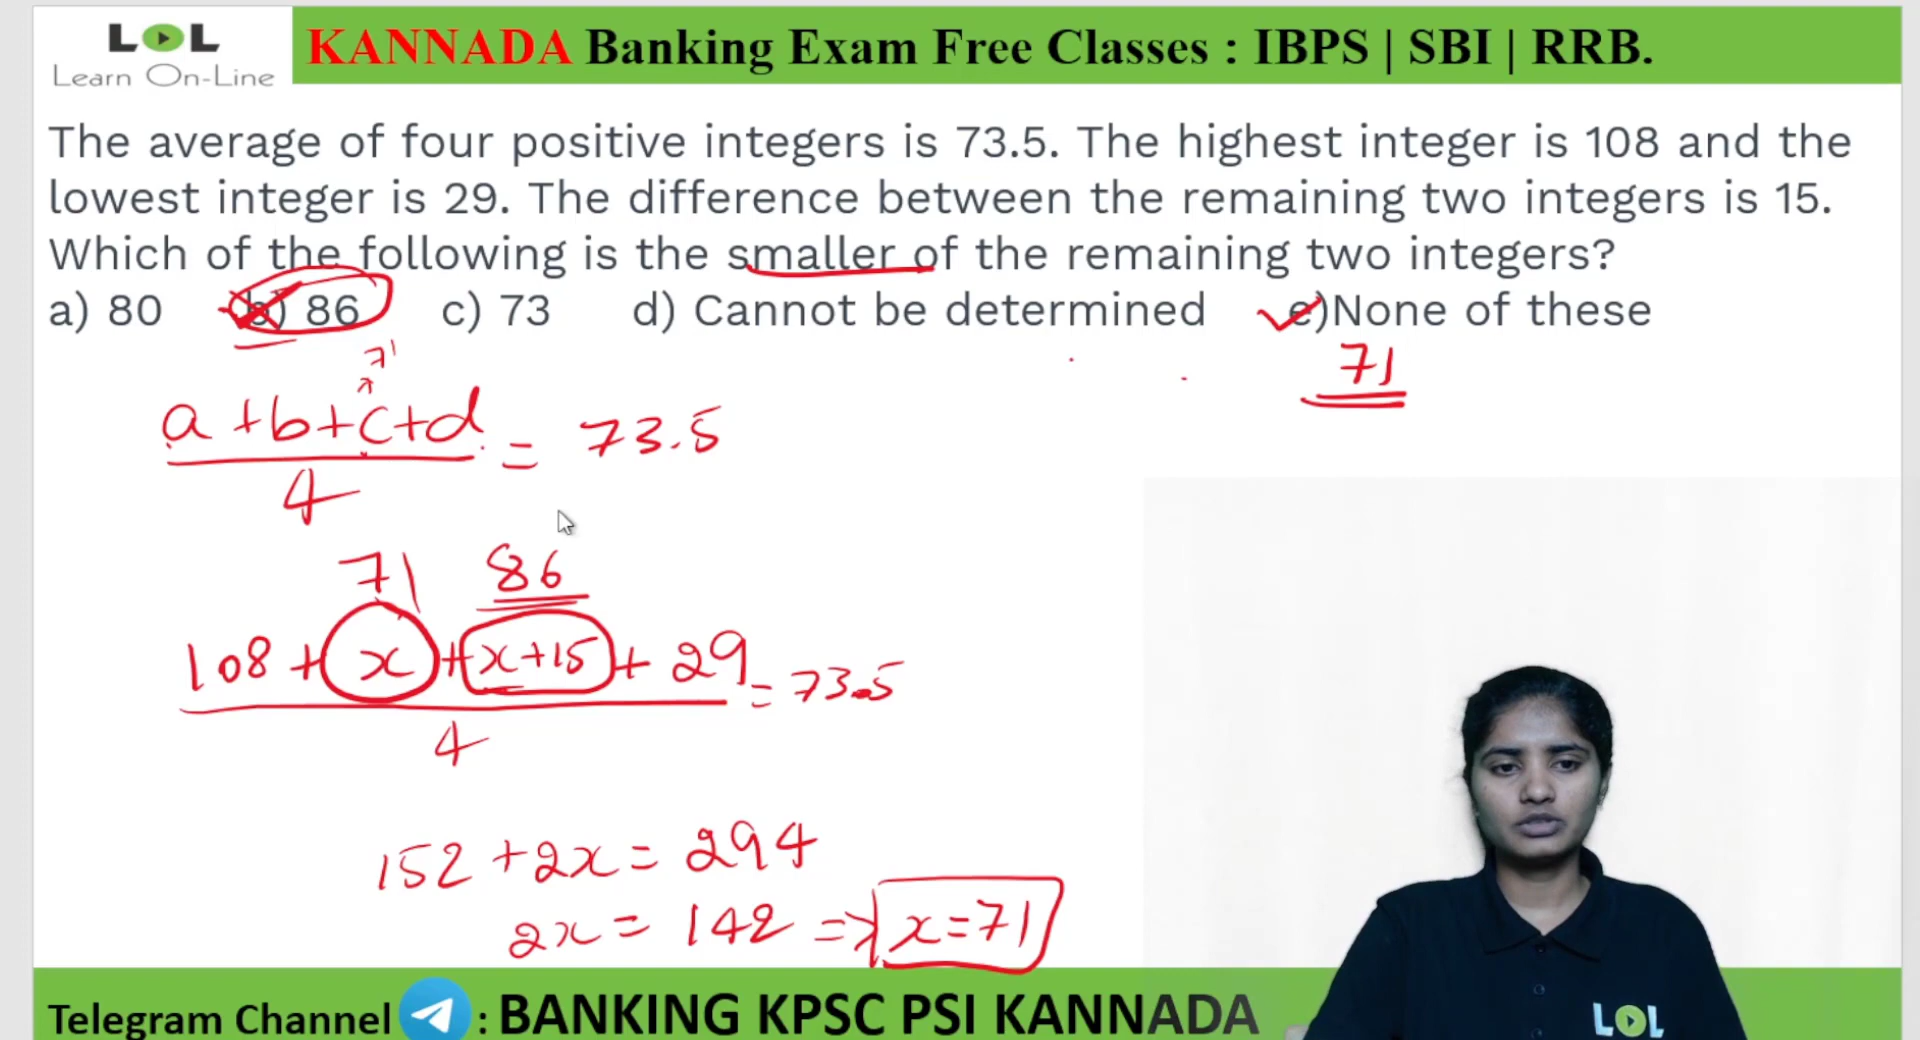 LOL
Learn On-Line
KANNADA Banking Exam Free Classes : IBPS | SBI | RRB.
The average of four positive integers is 73.5. The highest integer is 108 and the
lowest integer is 29. The difference between the remaining two integers is 15.
Which of the following is the smaller of the remaining two integers?
a) 80 b) 86 c) 73 d) Cannot be determined e)None of these
71
71
a+b+c+d
4
= 73.5
71 86
108 + x + x+15 + 29
4
= 73.5
152 + 2x = 294
2x = 142 => x=71
LOL
Telegram Channel : BANKING KPSC PSI KANNADA